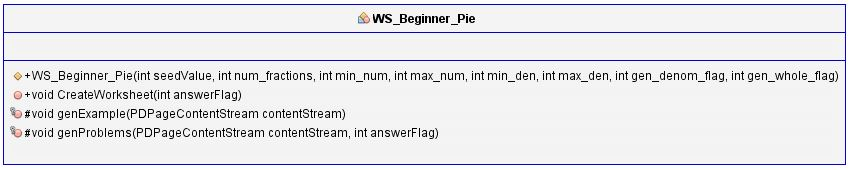 WS_Beginner_Pie
+WS_Beginner_Pie(int seedValue, int num_fractions, int min_num, int max_num, int min_den, int max_den, int gen_denom_flag, int gen_whole_flag)
+void CreateWorksheet(int answerFlag)
#void genExample(PDPageContentStream contentStream)
#void genProblems(PDPageContentStream contentStream, int answerFlag)